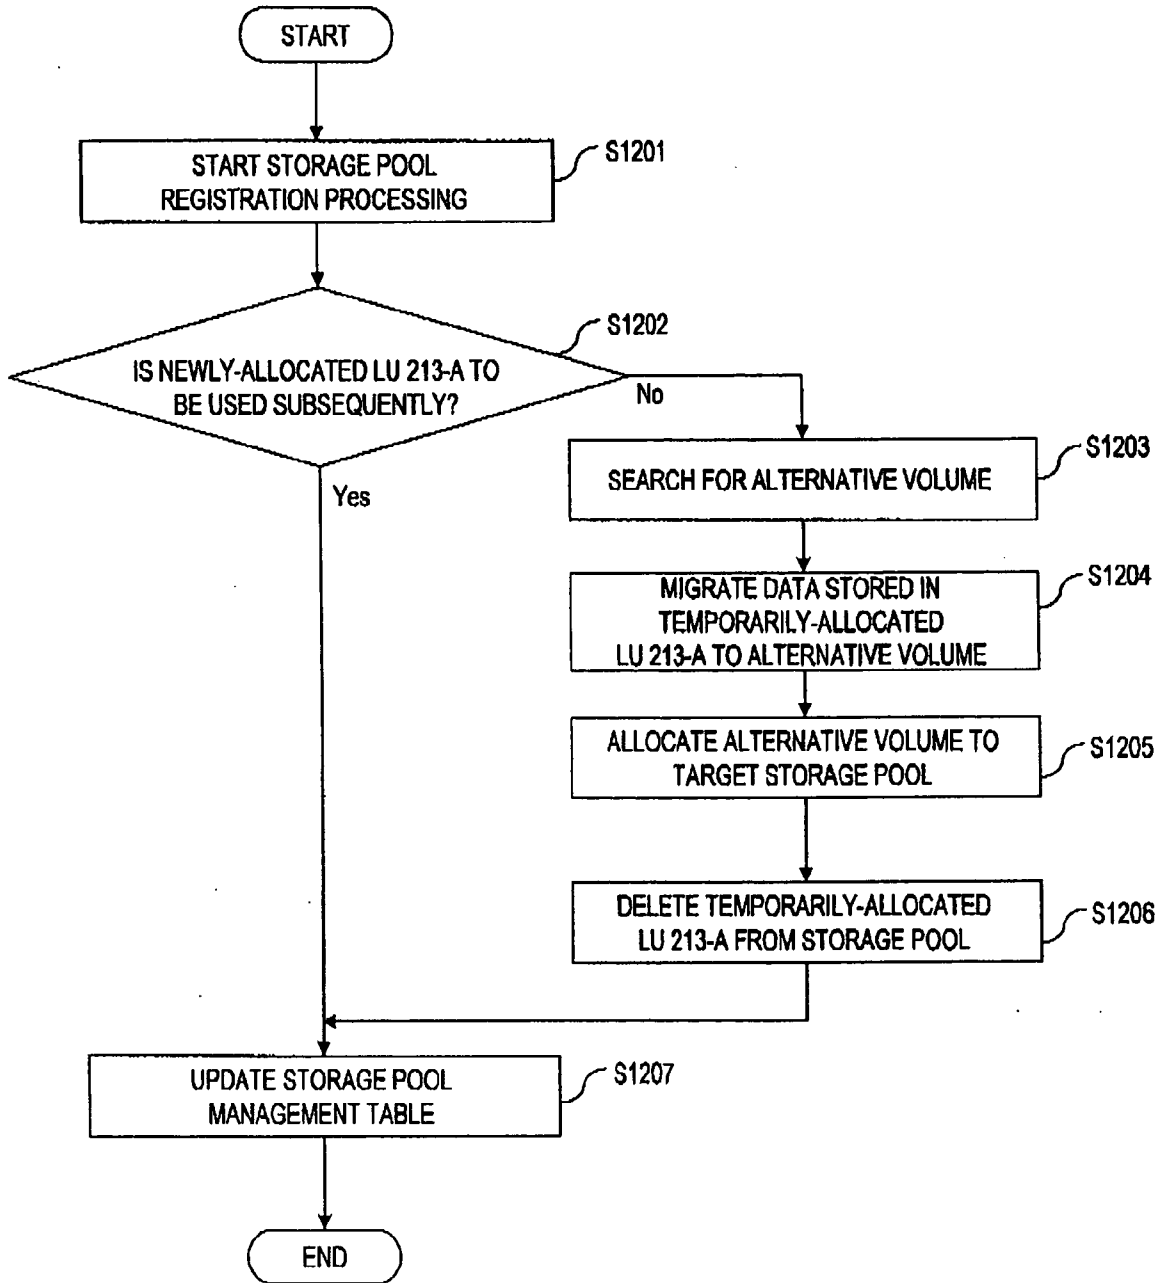 START
START STORAGE POOL
REGISTRATION PROCESSING
S1201
IS NEWLY-ALLOCATED LU 213-A TO
BE USED SUBSEQUENTLY?
S1202
No
Yes
SEARCH FOR ALTERNATIVE VOLUME
S1203
MIGRATE DATA STORED IN
TEMPORARILY-ALLOCATED
LU 213-A TO ALTERNATIVE VOLUME
S1204
ALLOCATE ALTERNATIVE VOLUME TO
TARGET STORAGE POOL
S1205
DELETE TEMPORARILY-ALLOCATED
LU 213-A FROM STORAGE POOL
S1206
UPDATE STORAGE POOL
MANAGEMENT TABLE
S1207
END